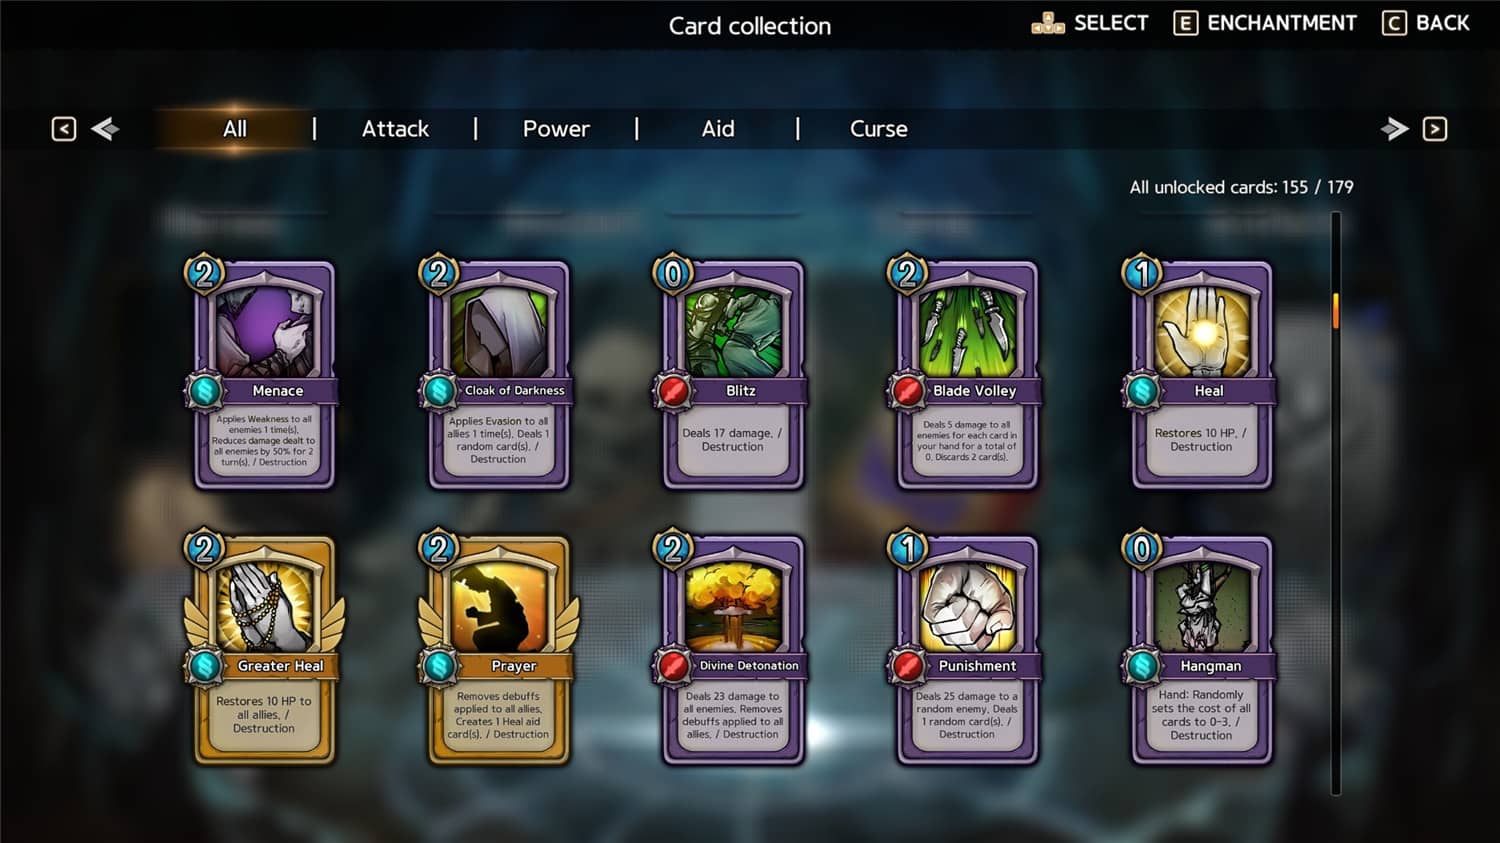 Card collection
SELECT
E ENCHANTMENT
C BACK
< All | Attack | Power | Aid | Curse >
All unlocked cards: 155 / 179
2
Menace
Applies Weakness to all
enemies 1 time(s),
Reduces damage dealt to
all enemies by 50% for 2
turn(s), / Destruction
2
Cloak of Darkness
Applies Evasion to all
allies 1 time(s), Deals 1
random card(s), /
Destruction
0
Blitz
Deals 17 damage, /
Destruction
2
Blade Volley
Deals 5 damage to all
enemies for each card in
your hand for a total of
0, Discards 2 card(s),
1
Heal
Restores 10 HP, /
Destruction
2
Greater Heal
Restores 10 HP to
all allies, /
Destruction
2
Prayer
Removes debuffs
applied to all allies,
Creates 1 Heal aid
card(s), / Destruction
2
Divine Detonation
Deals 23 damage to
all enemies, Removes
debuffs applied to all
allies, / Destruction
1
Punishment
Deals 25 damage to a
random enemy, Deals
1 random card(s), /
Destruction
0
Hangman
Hand: Randomly
sets the cost of all
cards to 0-3, /
Destruction